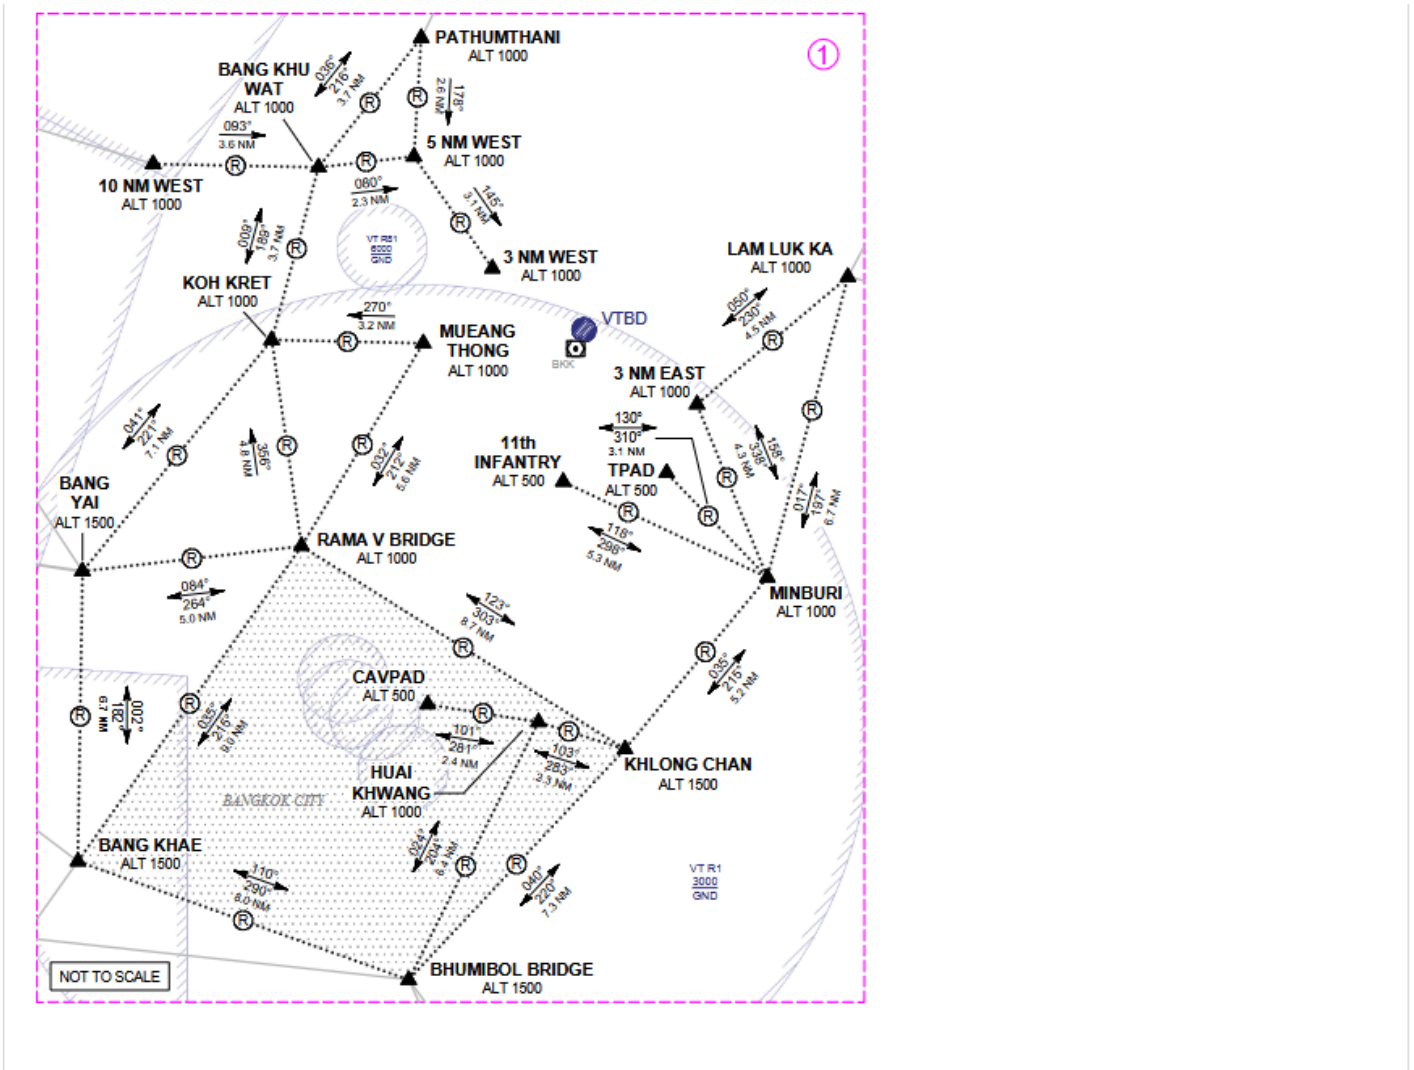 1
PATHUMTHANI
ALT 1000
BANG KHU
WAT
ALT 1000
036°
216°
3.7 NM
R
R
178°
2.6 NM
093°
3.6 NM
R
10 NM WEST
ALT 1000
5 NM WEST
ALT 1000
R
080°
2.3 NM
145°
3.1 NM
R
009°
189°
3.7 NM
R
VT R81
6000
GND
3 NM WEST
ALT 1000
LAM LUK KA
ALT 1000
KOH KRET
ALT 1000
270°
3.2 NM
R
MUEANG
THONG
ALT 1000
VTBD
BKK
050°
230°
4.5 NM
R
3 NM EAST
ALT 1000
041°
221°
7.1 NM
R
356°
4.8 NM
R
R
032°
212°
5.6 NM
130°
310°
3.1 NM
11th
INFANTRY
ALT 500
TPAD
ALT 500
158°
338°
4.3 NM
R
R
017°
197°
6.7 NM
R
R
118°
298°
5.3 NM
BANG
YAI
ALT 1500
RAMA V BRIDGE
ALT 1000
R
084°
264°
5.0 NM
MINBURI
ALT 1000
123°
303°
8.7 NM
R
R
035°
215°
5.2 NM
CAVPAD
ALT 500
R
101°
281°
2.4 NM
R
103°
283°
2.3 NM
002°
182°
6.7 NM
R
R
035°
215°
9.0 NM
HUAI
KHWANG
ALT 1000
KHLONG CHAN
ALT 1500
BANGKOK CITY
BANG KHAE
ALT 1500
024°
204°
6.4 NM
R
R
040°
220°
7.3 NM
110°
290°
8.0 NM
R
VT R1
3000
GND
BHUMIBOL BRIDGE
ALT 1500
NOT TO SCALE